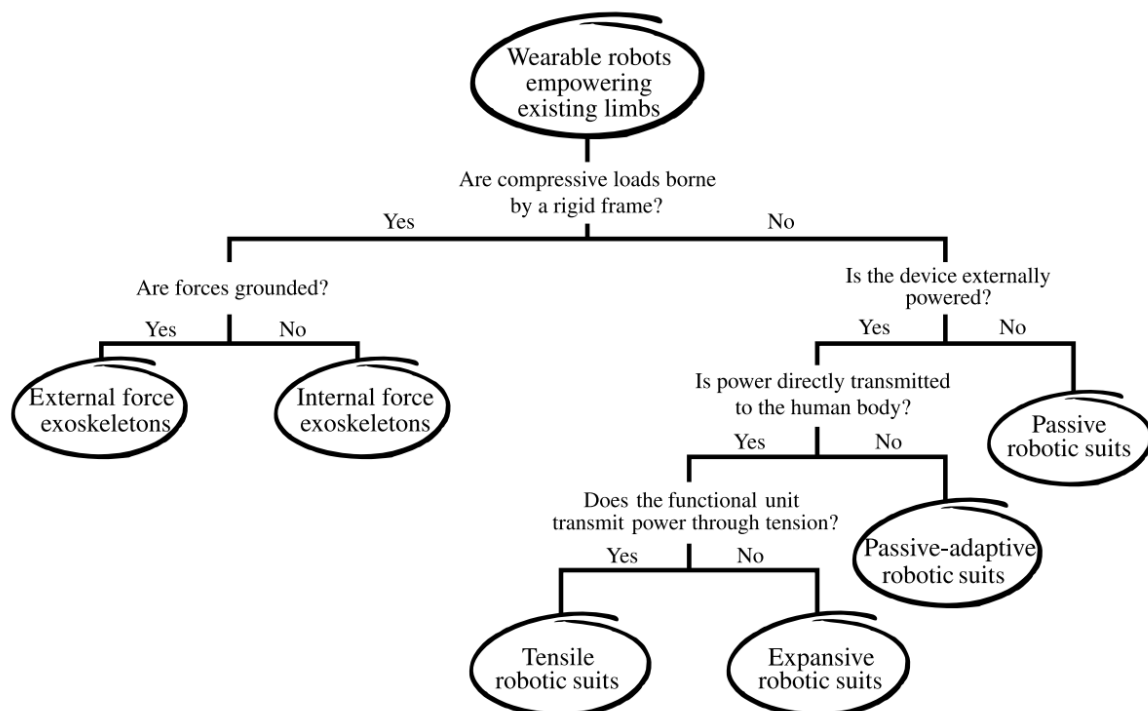 Wearable robots
empowering
existing limbs
Are compressive loads borne
by a rigid frame?
Yes
No
Are forces grounded?
Is the device externally
powered?
Yes
No
Yes
No
External force
exoskeletons
Internal force
exoskeletons
Is power directly transmitted
to the human body?
Passive
robotic suits
Yes
No
Does the functional unit
transmit power through tension?
Passive-adaptive
robotic suits
Yes
No
Tensile
robotic suits
Expansive
robotic suits